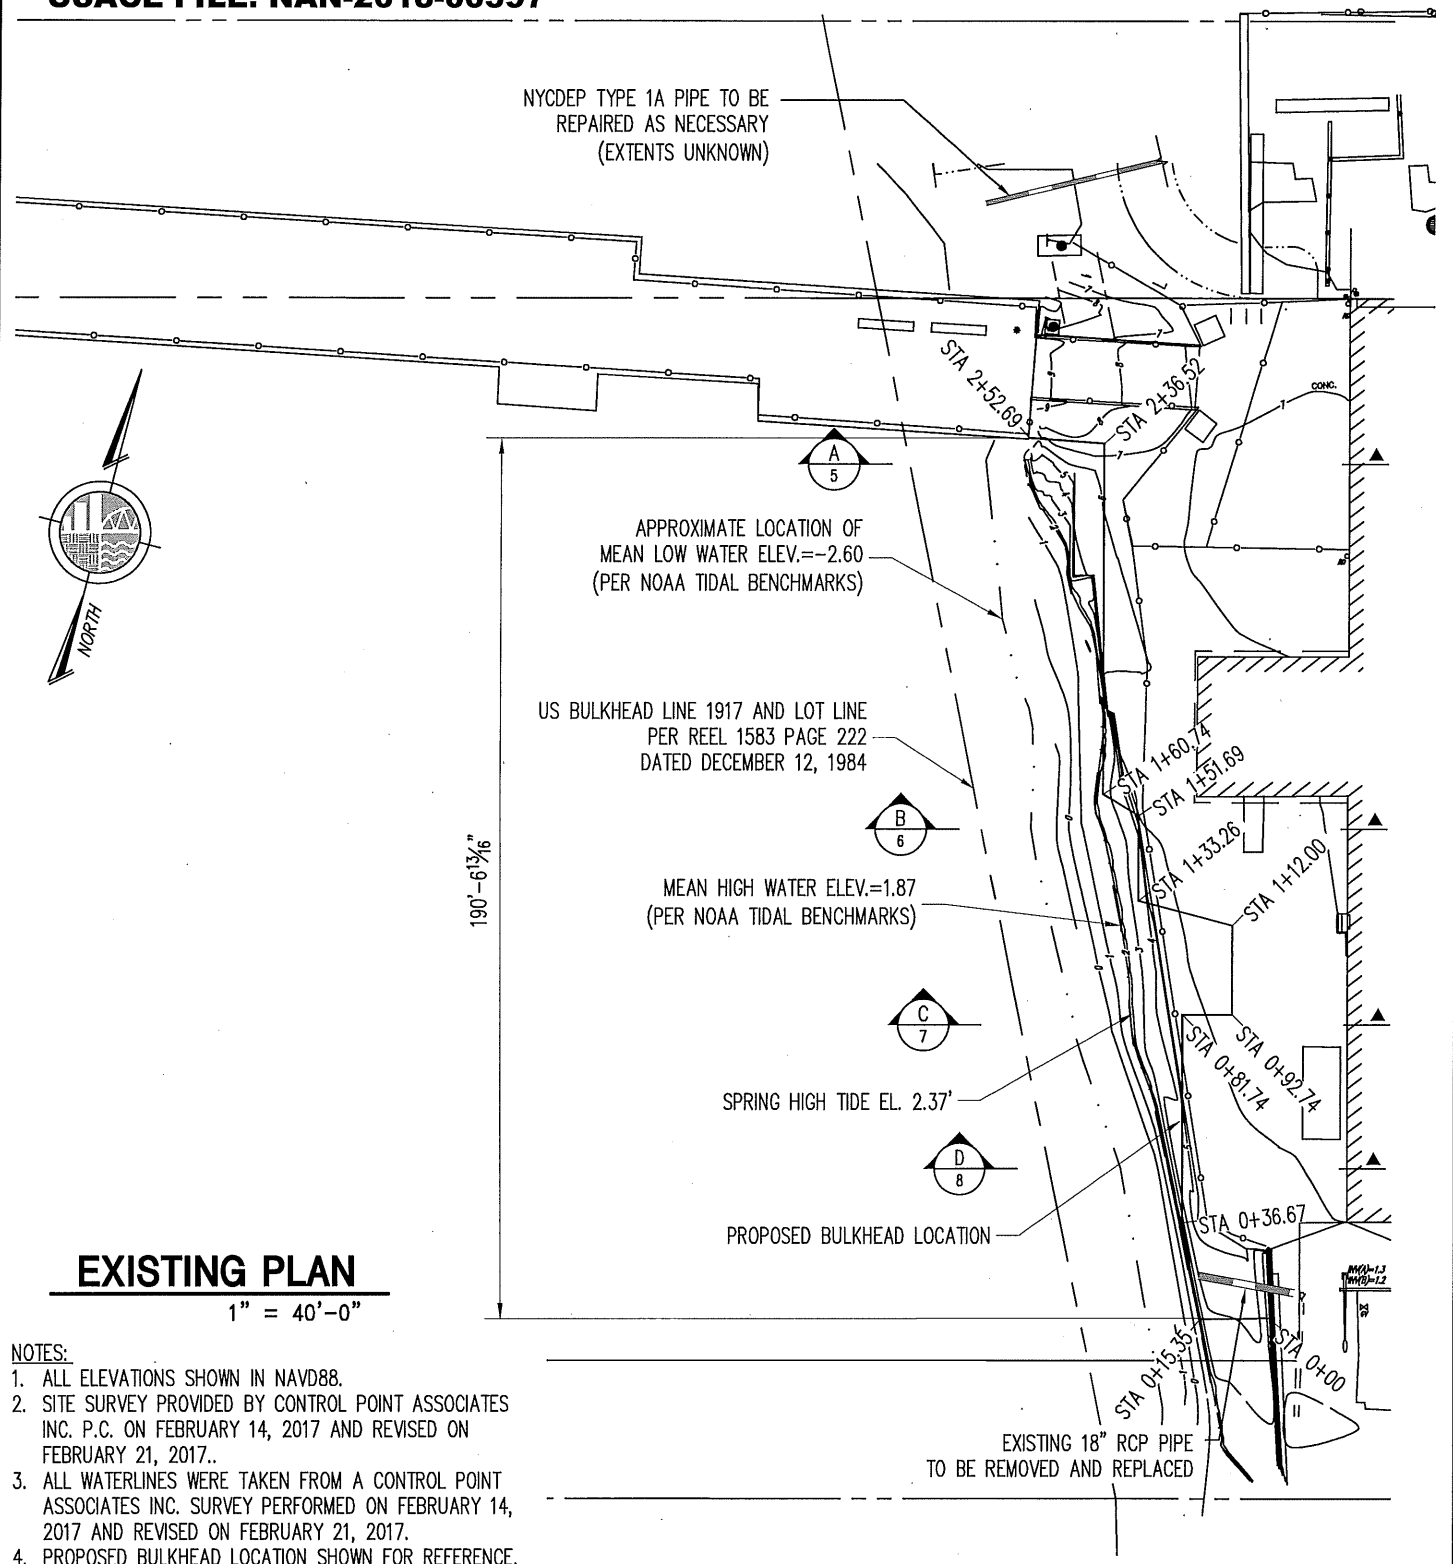 NYCDEP TYPE 1A PIPE TO BE
REPAIRED AS NECESSARY
(EXTENTS UNKNOWN)
STA 2+52.69
STA 2+36.52
CONC.
A
5
APPROXIMATE LOCATION OF
MEAN LOW WATER ELEV.=-2.60
(PER NOAA TIDAL BENCHMARKS)
NORTH
US BULKHEAD LINE 1917 AND LOT LINE
PER REEL 1583 PAGE 222
DATED DECEMBER 12, 1984
STA 1+60.74
STA 1+51.69
B
6
STA 1+33.26
STA 1+12.00
190'-6 13/16"
MEAN HIGH WATER ELEV.=1.87
(PER NOAA TIDAL BENCHMARKS)
C
7
STA 0+92.74
STA 0+81.74
SPRING HIGH TIDE EL. 2.37'
D
8
STA 0+36.67
PROPOSED BULKHEAD LOCATION
EXISTING PLAN
1" = 40'-0"
INV(A)=1.3
INV(B)=1.2
STA 0+15.35
STA 0+00
EXISTING 18" RCP PIPE
TO BE REMOVED AND REPLACED
NOTES:
1. ALL ELEVATIONS SHOWN IN NAVD88.
2. SITE SURVEY PROVIDED BY CONTROL POINT ASSOCIATES
INC. P.C. ON FEBRUARY 14, 2017 AND REVISED ON
FEBRUARY 21, 2017..
3. ALL WATERLINES WERE TAKEN FROM A CONTROL POINT
ASSOCIATES INC. SURVEY PERFORMED ON FEBRUARY 14,
2017 AND REVISED ON FEBRUARY 21, 2017.
4. PROPOSED BULKHEAD LOCATION SHOWN FOR REFERENCE.